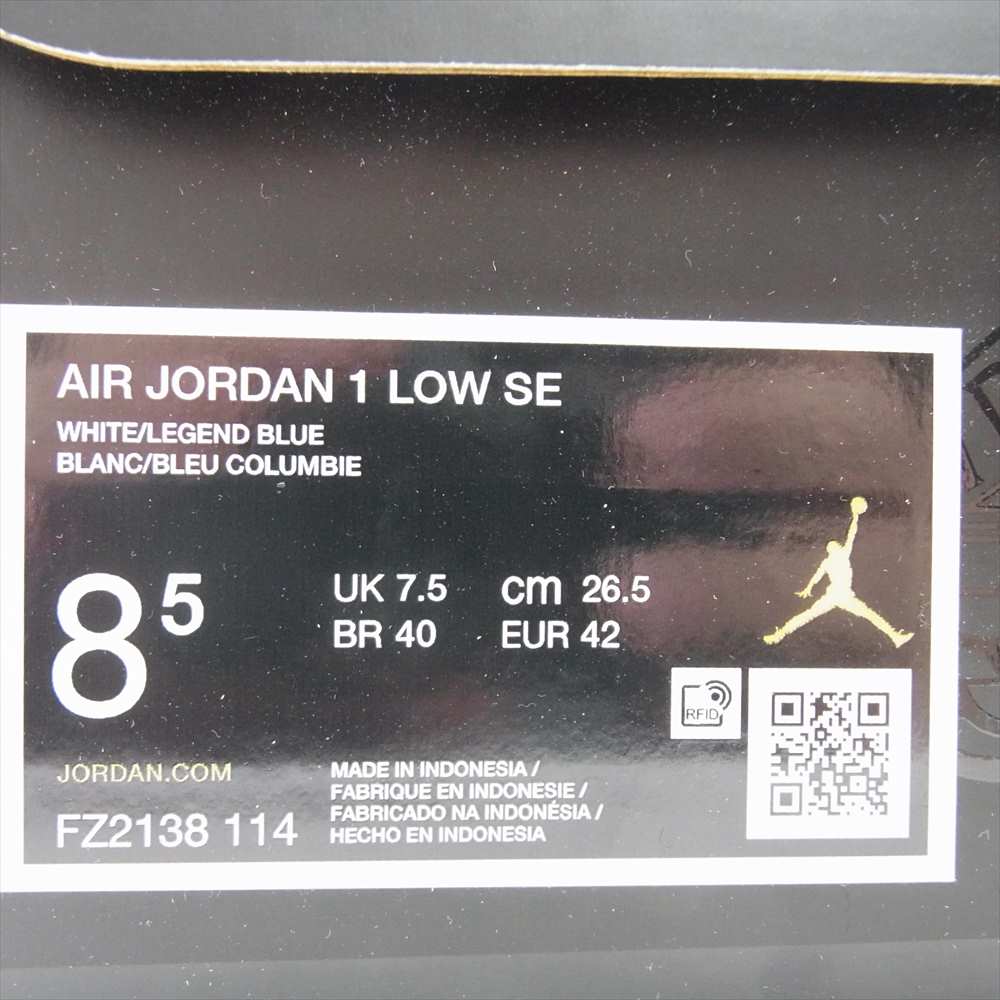 AIR JORDAN 1 LOW SE
WHITE/LEGEND BLUE
BLANC/BLEU COLUMBIE
8 5
UK 7.5 cm 26.5
BR 40 EUR 42
RFID
JORDAN.COM
FZ2138 114
MADE IN INDONESIA /
FABRIQUE EN INDONESIE /
FABRICADO NA INDONÉSIA /
HECHO EN INDONESIA